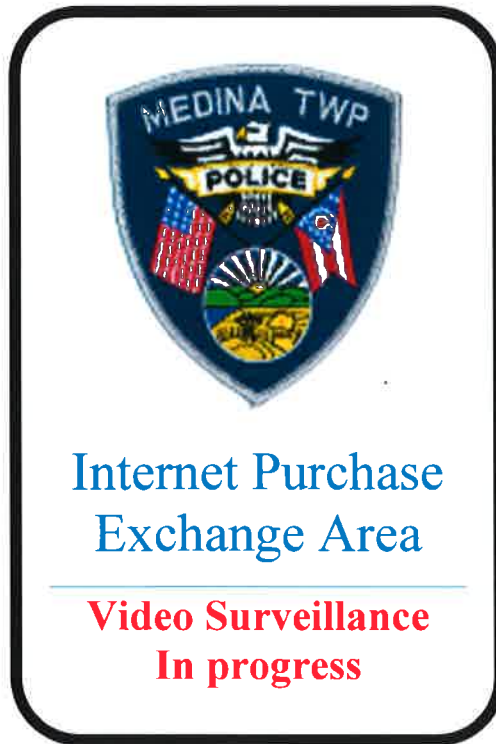 MEDINA TWP
POLICE
Internet Purchase
Exchange Area
Video Surveillance
In progress